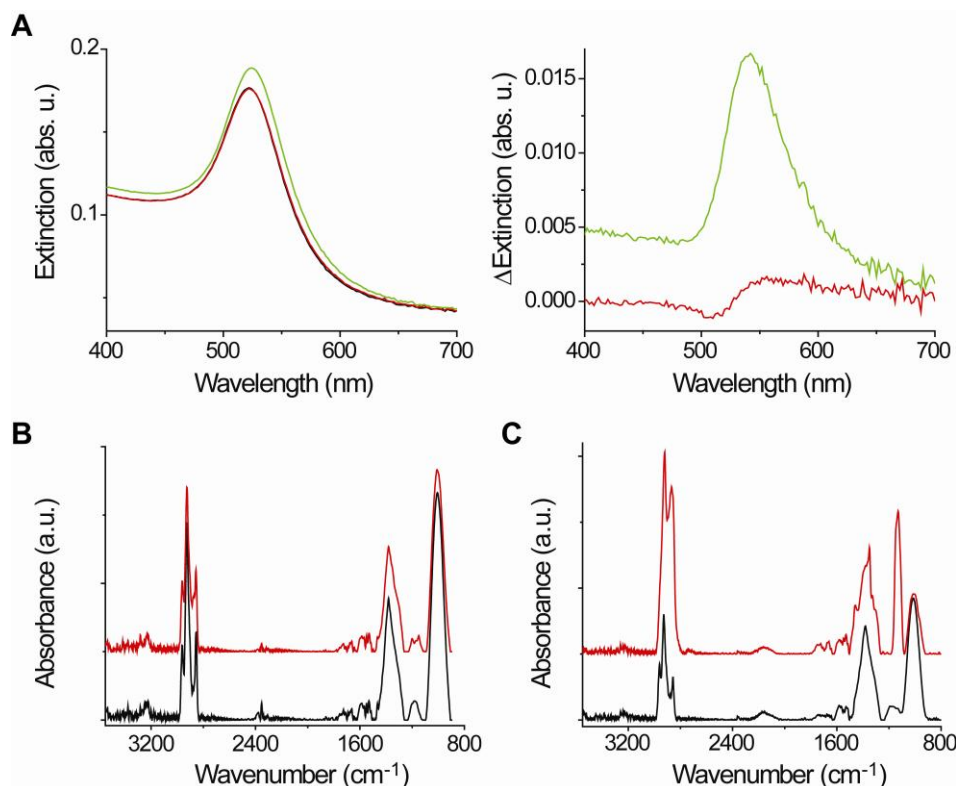 A
0.2
0.1
Extinction (abs. u.)
400 500 600 700
Wavelength (nm)
0.015
0.010
0.005
0.000
ΔExtinction (abs. u.)
400 500 600 700
Wavelength (nm)
B
Absorbance (a.u.)
3200 2400 1600 800
Wavenumber (cm⁻¹)
C
Absorbance (a.u.)
3200 2400 1600 800
Wavenumber (cm⁻¹)